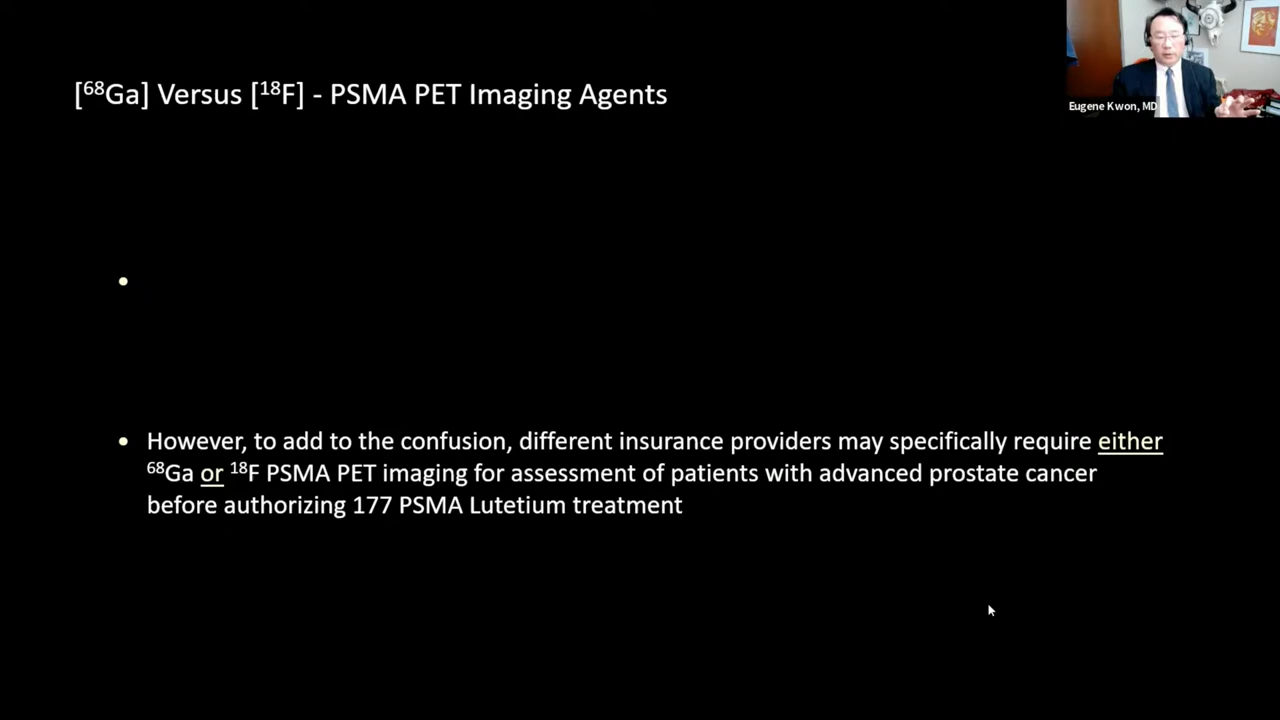 [⁶⁸Ga] Versus [¹⁸F] - PSMA PET Imaging Agents
Eugene Kwon, MD
• However, to add to the confusion, different insurance providers may specifically require either
⁶⁸Ga or ¹⁸F PSMA PET imaging for assessment of patients with advanced prostate cancer
before authorizing 177 PSMA Lutetium treatment